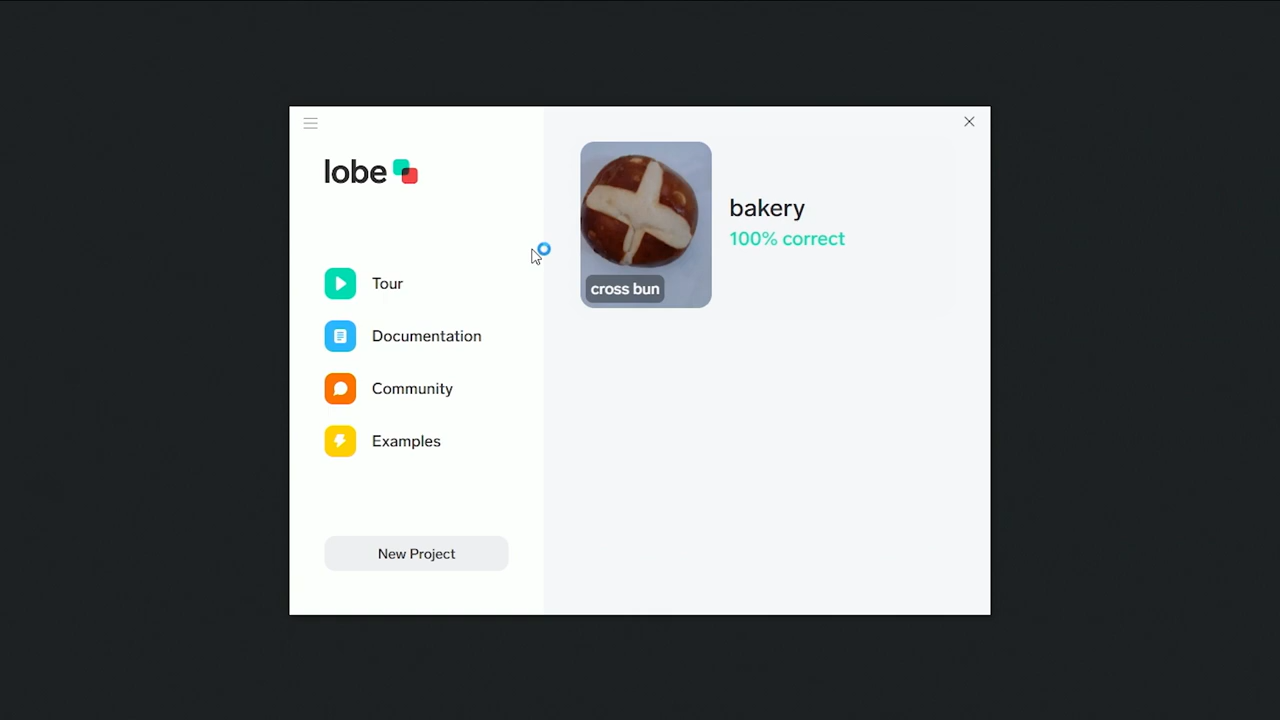 lobe
Tour
Documentation
Community
Examples
New Project
cross bun
bakery
100% correct